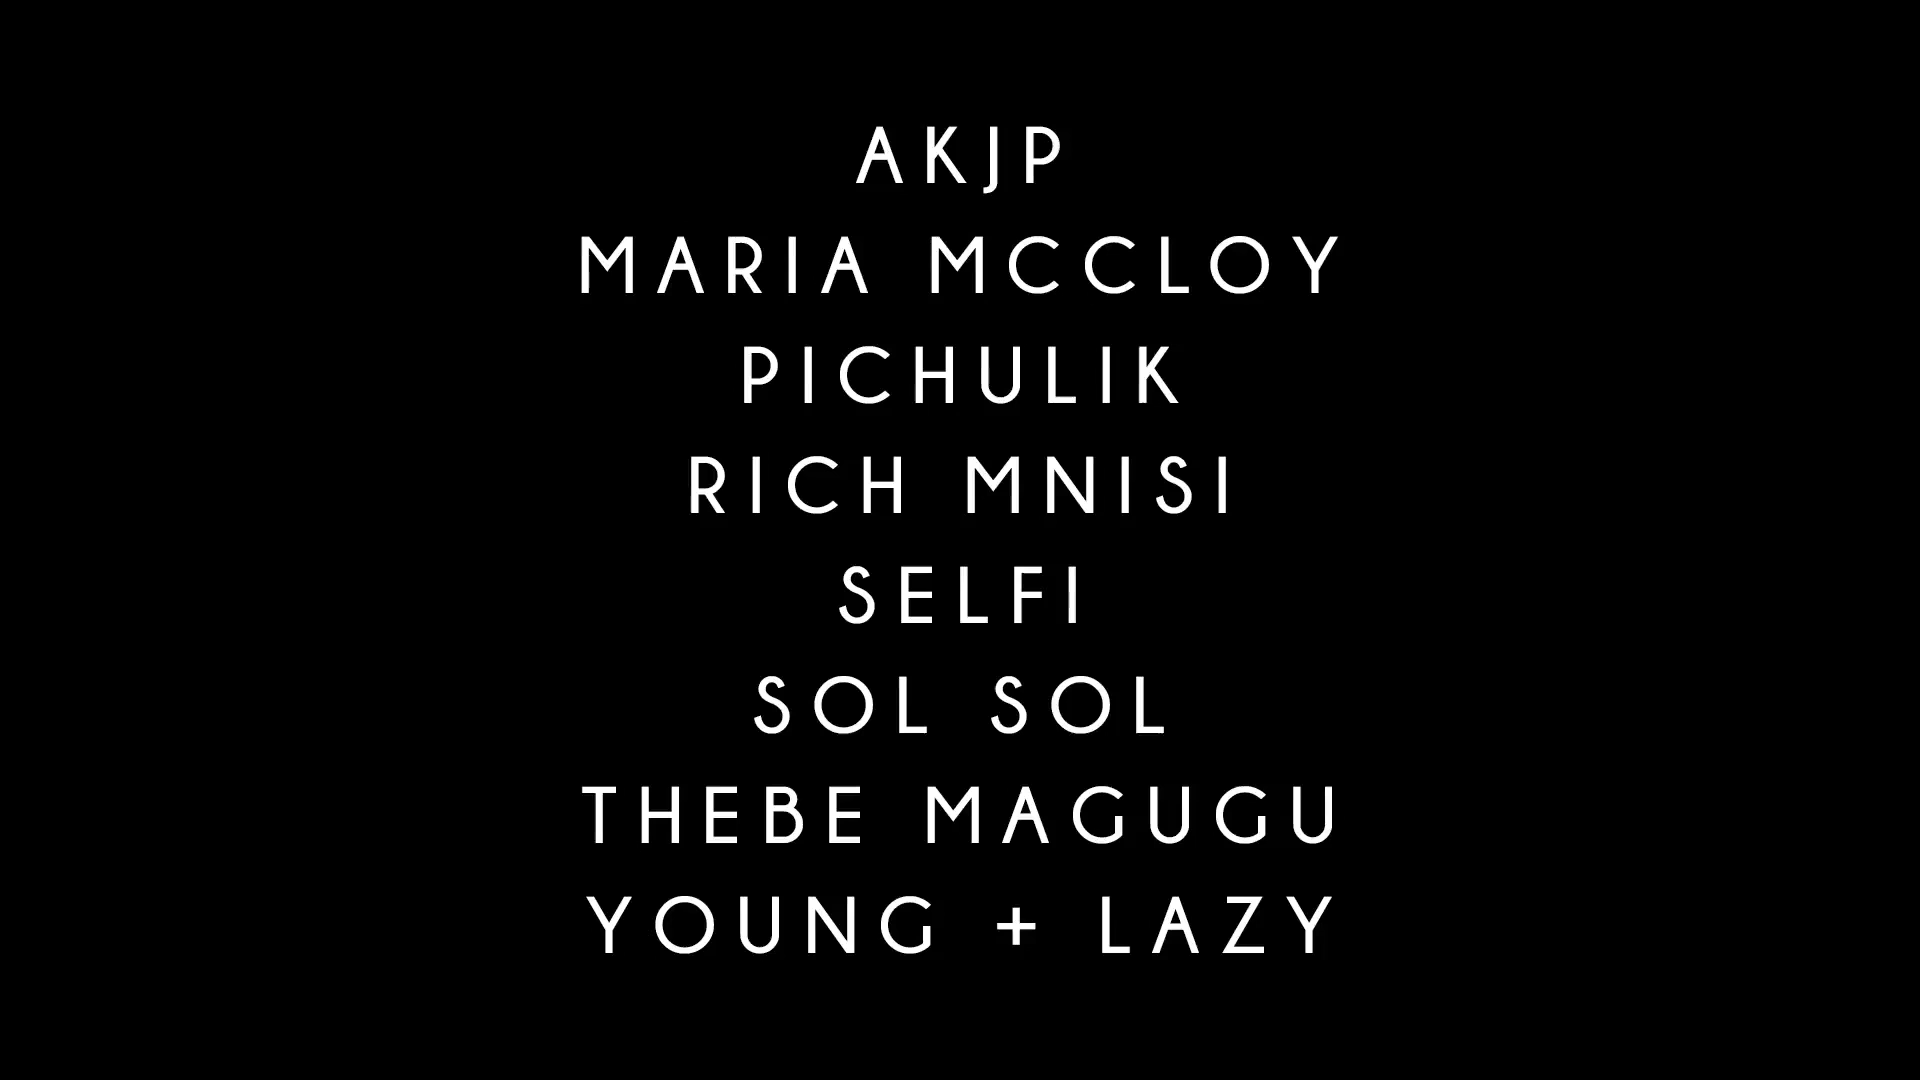 AKJP
MARIA MCCLOY
PICHULIK
RICH MNISI
SELFI
SOL SOL
THEBE MAGUGU
YOUNG + LAZY